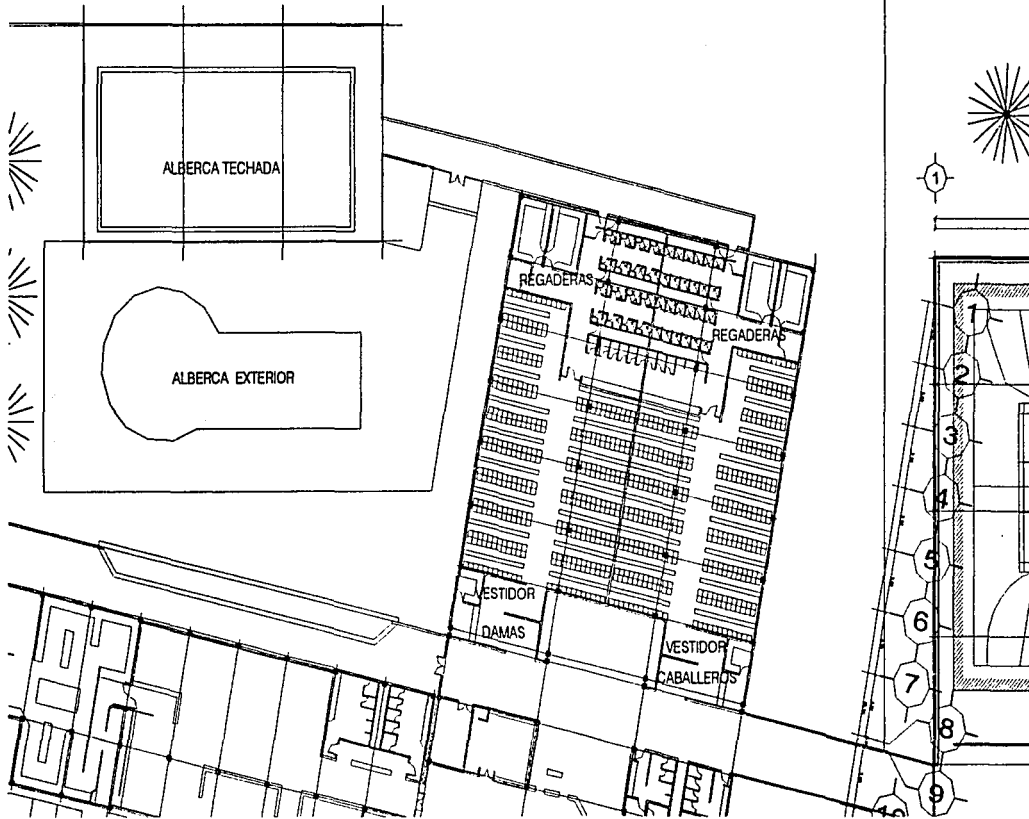 ALBERCA TECHADA
1
REGADERAS
REGADERAS
1
ALBERCA EXTERIOR
2
3
4
5
VESTIDOR
DAMAS
6
VESTIDOR
CABALLEROS
7
8
9
10